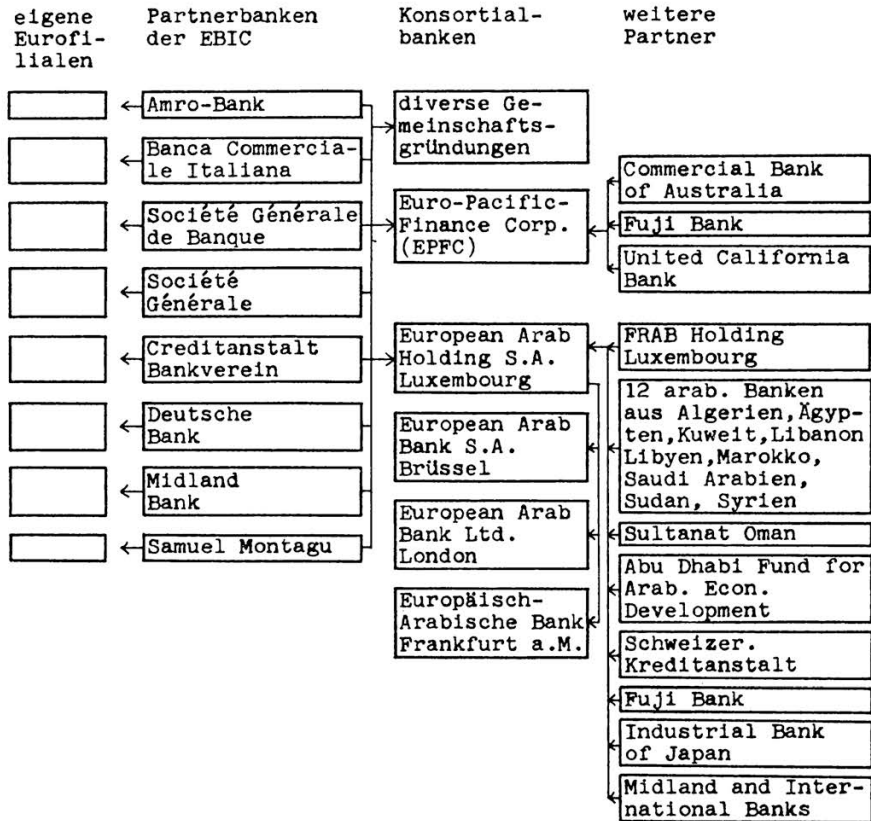 eigene
Eurofi-
lialen
Partnerbanken
der EBIC
Konsortial-
banken
weitere
Partner
Amro-Bank
Banca Commercia-
le Italiana
Société Générale
de Banque
Société
Générale
Creditanstalt
Bankverein
Deutsche
Bank
Midland
Bank
Samuel Montagu
diverse Ge-
meinschafts-
gründungen
Euro-Pacific-
Finance Corp.
(EPFC)
European Arab
Holding S.A.
Luxembourg
European Arab
Bank S.A.
Brüssel
European Arab
Bank Ltd.
London
Europäisch-
Arabische Bank
Frankfurt a.M.
Commercial Bank
of Australia
Fuji Bank
United California
Bank
FRAB Holding
Luxembourg
12 arab. Banken
aus Algerien,Ägyp-
ten,Kuweit,Libanon
Libyen,Marokko,
Saudi Arabien,
Sudan, Syrien
Sultanat Oman
Abu Dhabi Fund for
Arab. Econ.
Development
Schweizer.
Kreditanstalt
Fuji Bank
Industrial Bank
of Japan
Midland and Inter-
national Banks